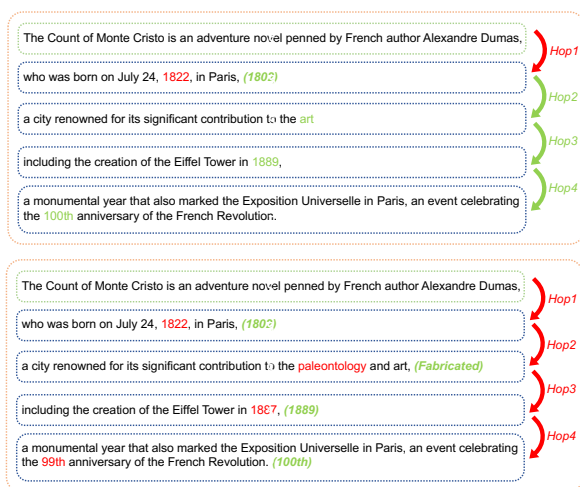 The Count of Monte Cristo is an adventure novel penned by French author Alexandre Dumas,
Hop1
who was born on July 24, 1822, in Paris, (1803)
Hop2
a city renowned for its significant contribution to the art
Hop3
including the creation of the Eiffel Tower in 1889,
Hop4
a monumental year that also marked the Exposition Universelle in Paris, an event celebrating
the 100th anniversary of the French Revolution.
The Count of Monte Cristo is an adventure novel penned by French author Alexandre Dumas,
Hop1
who was born on July 24, 1822, in Paris, (1803)
Hop2
a city renowned for its significant contribution to the paleontology and art, (Fabricated)
Hop3
including the creation of the Eiffel Tower in 1887, (1889)
Hop4
a monumental year that also marked the Exposition Universelle in Paris, an event celebrating
the 99th anniversary of the French Revolution. (100th)